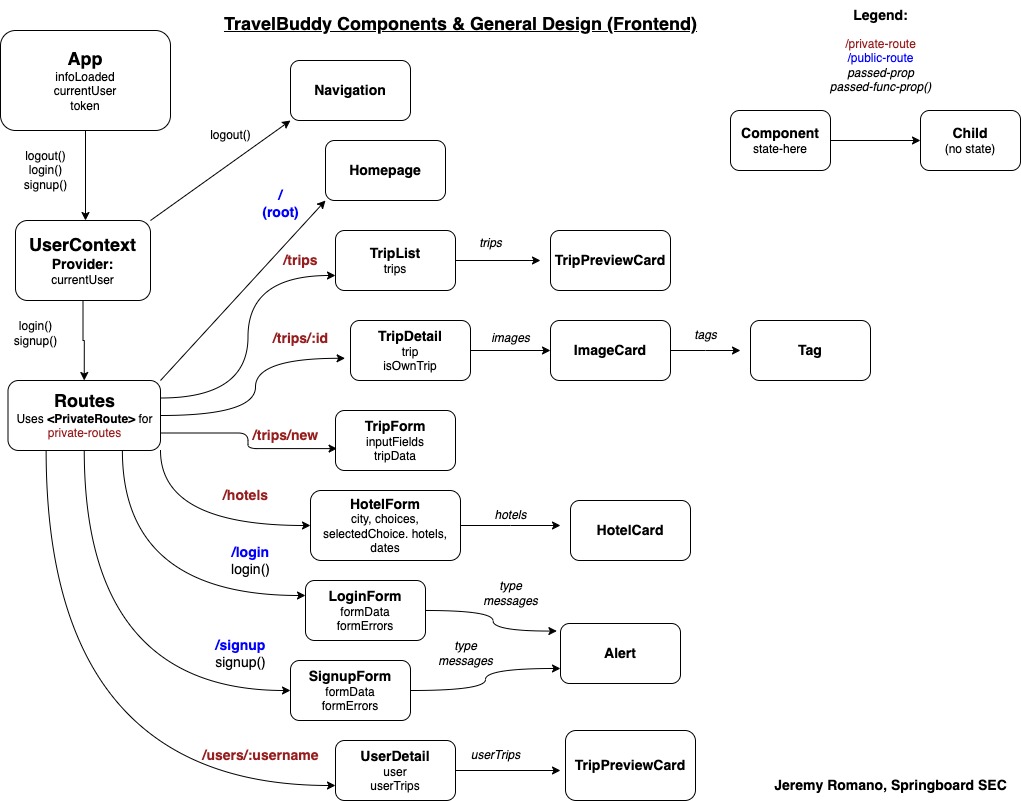 TravelBuddy Components & General Design (Frontend)
Legend:
/private-route
/public-route
passed-prop
passed-func-prop()
Component
state-here
Child
(no state)
App
infoLoaded
currentUser
token
Navigation
logout()
logout()
login()
signup()
Homepage
/
(root)
UserContext
Provider:
currentUser
/trips
TripList
trips
trips
TripPreviewCard
login()
signup()
/trips/:id
TripDetail
trip
isOwnTrip
images
ImageCard
tags
Tag
Routes
Uses <PrivateRoute> for
private-routes
/trips/new
TripForm
inputFields
tripData
/hotels
HotelForm
city, choices,
selectedChoice. hotels,
dates
hotels
HotelCard
/login
login()
LoginForm
formData
formErrors
type
messages
Alert
/signup
signup()
SignupForm
formData
formErrors
type
messages
/users/:username
UserDetail
user
userTrips
userTrips
TripPreviewCard
Jeremy Romano, Springboard SEC